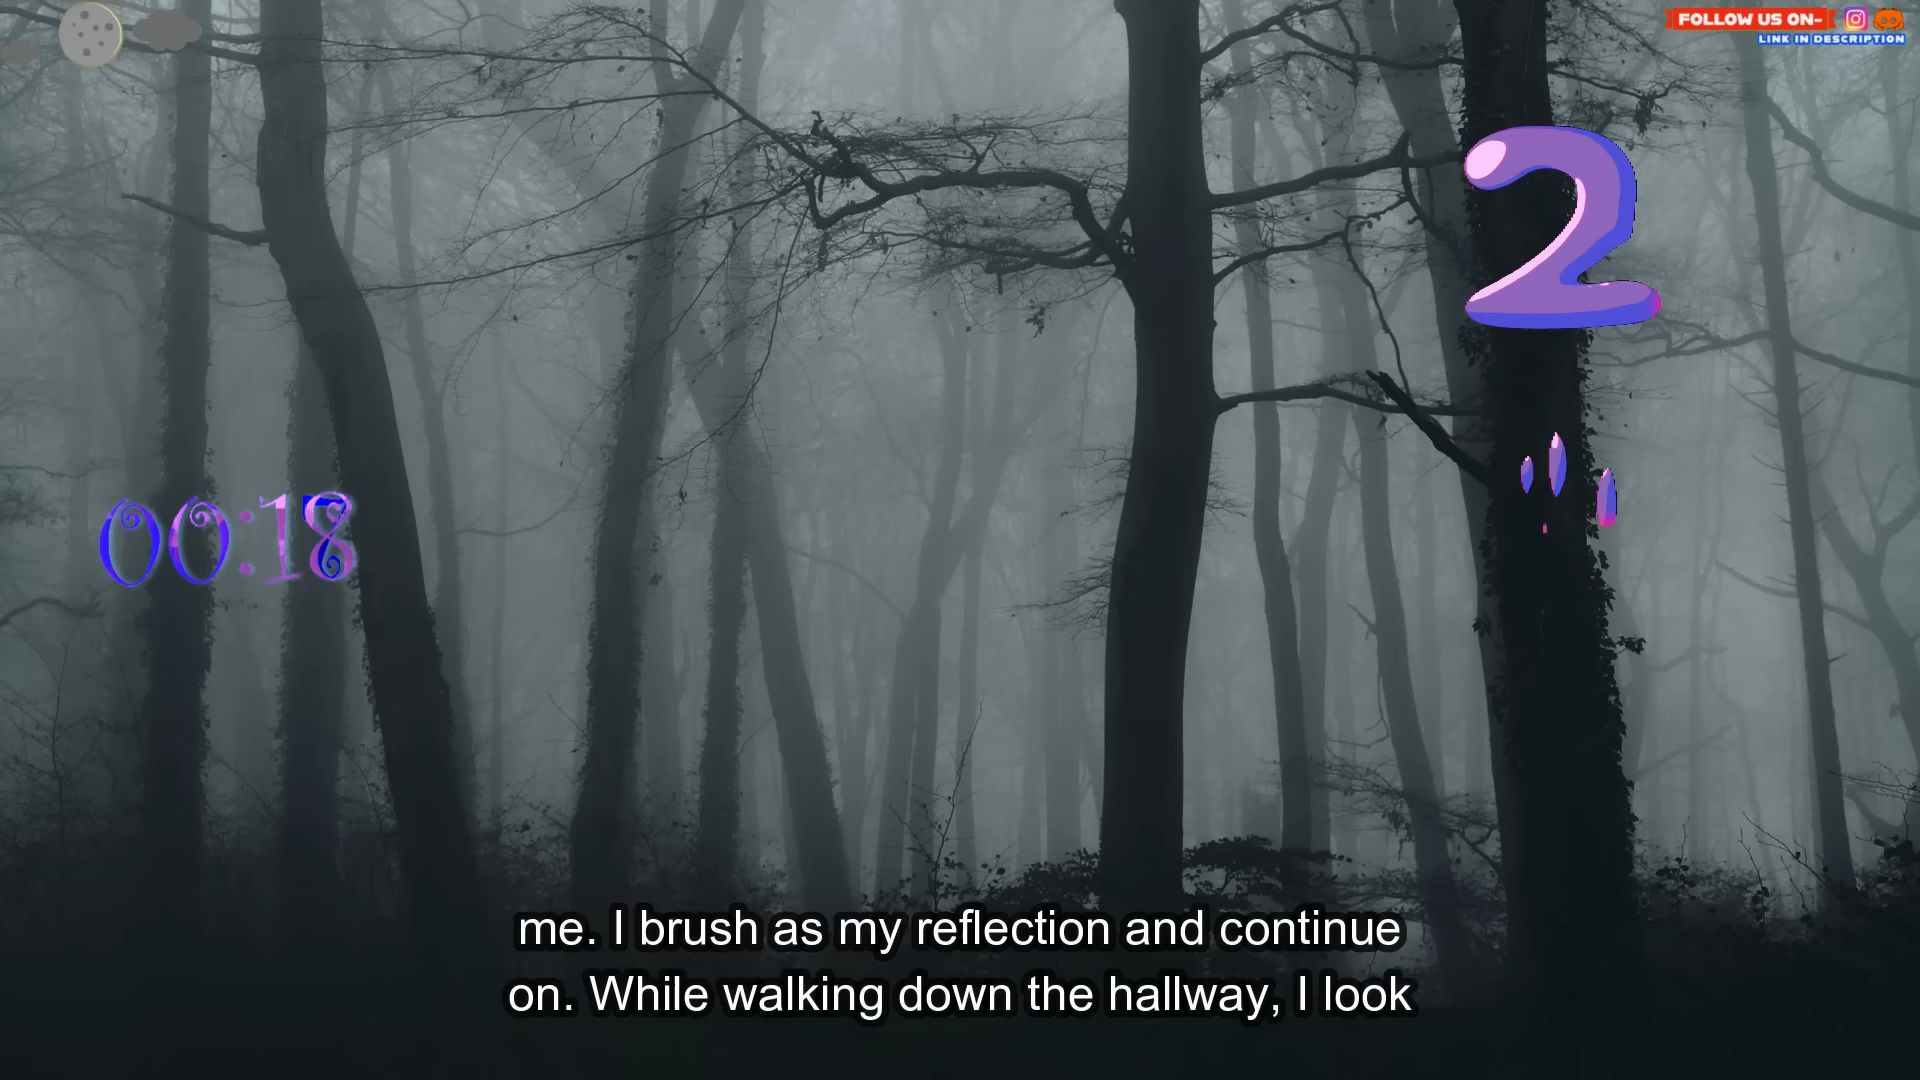 FOLLOW US ON-
LINK IN DESCRIPTION
2
00:18
me. I brush as my reflection and continue
on. While walking down the hallway, I look